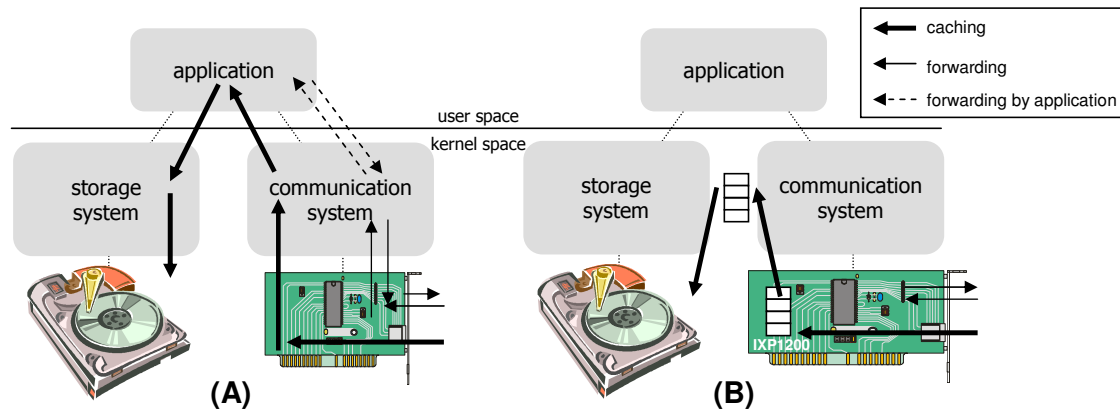 application
user space
kernel space
storage
system
communication
system
(A)
application
storage
system
communication
system
IXP1200
(B)
caching
forwarding
forwarding by application